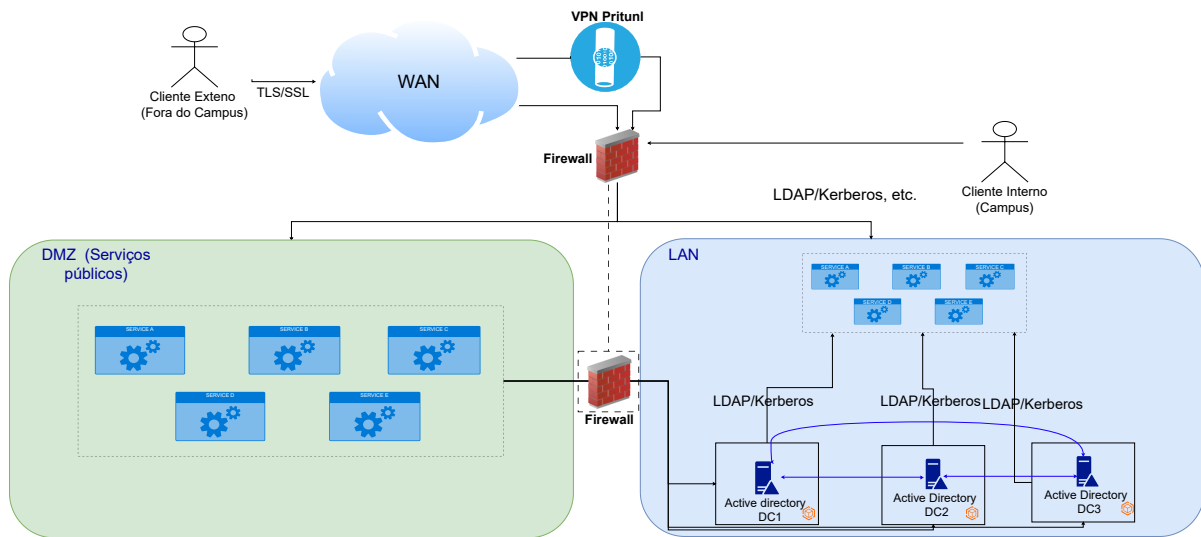 VPN Pritunl
WAN
Cliente Exteno
(Fora do Campus)
TLS/SSL
Firewall
Cliente Interno
(Campus)
LDAP/Kerberos, etc.
DMZ (Serviços
públicos)
SERVICE A
SERVICE B
SERVICE C
SERVICE D
SERVICE E
Firewall
LAN
SERVICE A
SERVICE B
SERVICE C
SERVICE D
SERVICE E
LDAP/Kerberos
LDAP/Kerberos
LDAP/Kerberos
Active directory
DC1
Active Directory
DC2
Active Directory
DC3